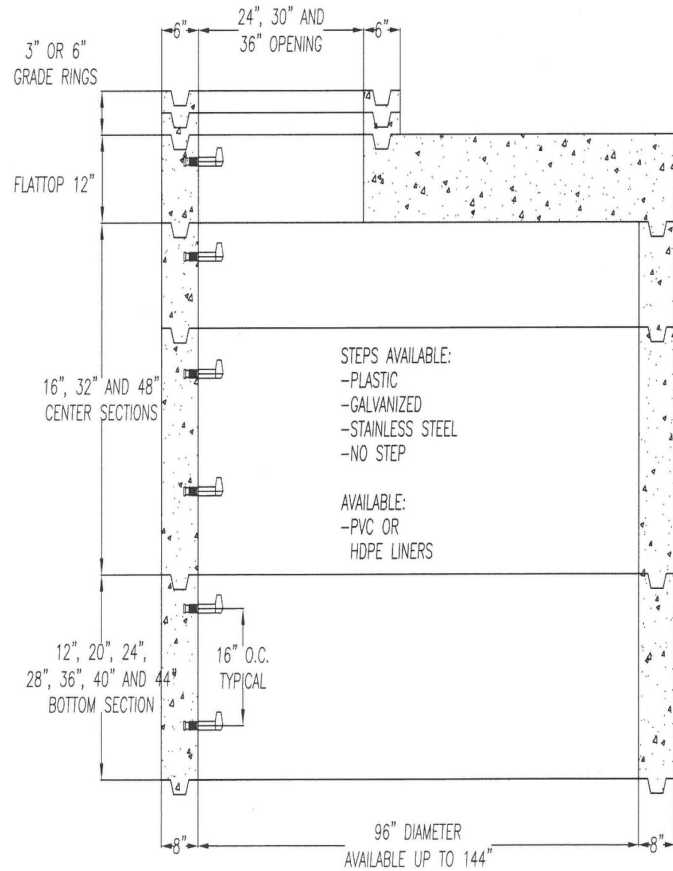 6"
24", 30" AND
36" OPENING
6"
3" OR 6"
GRADE RINGS
FLATTOP 12"
16", 32" AND 48"
CENTER SECTIONS
STEPS AVAILABLE:
-PLASTIC
-GALVANIZED
-STAINLESS STEEL
-NO STEP
AVAILABLE:
-PVC OR
HDPE LINERS
12", 20", 24",
28", 36", 40" AND 44"
BOTTOM SECTION
16" O.C.
TYPICAL
8"
96" DIAMETER
AVAILABLE UP TO 144"
8"